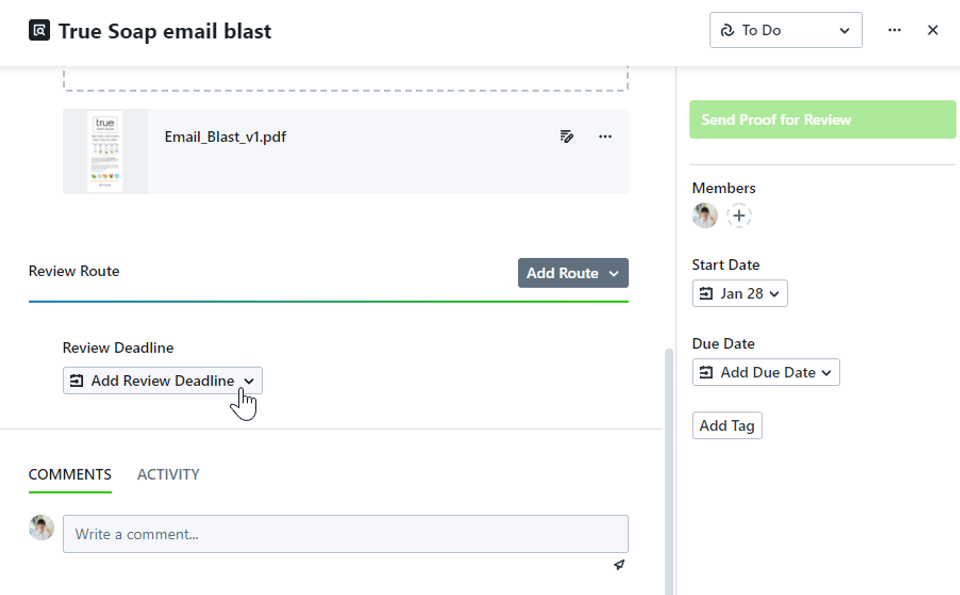 True Soap email blast
To Do
true
Email_Blast_v1.pdf
Send Proof for Review
Members
Review Route
Add Route
Start Date
Jan 28
Review Deadline
Add Review Deadline
Due Date
Add Due Date
Add Tag
COMMENTS
ACTIVITY
Write a comment...